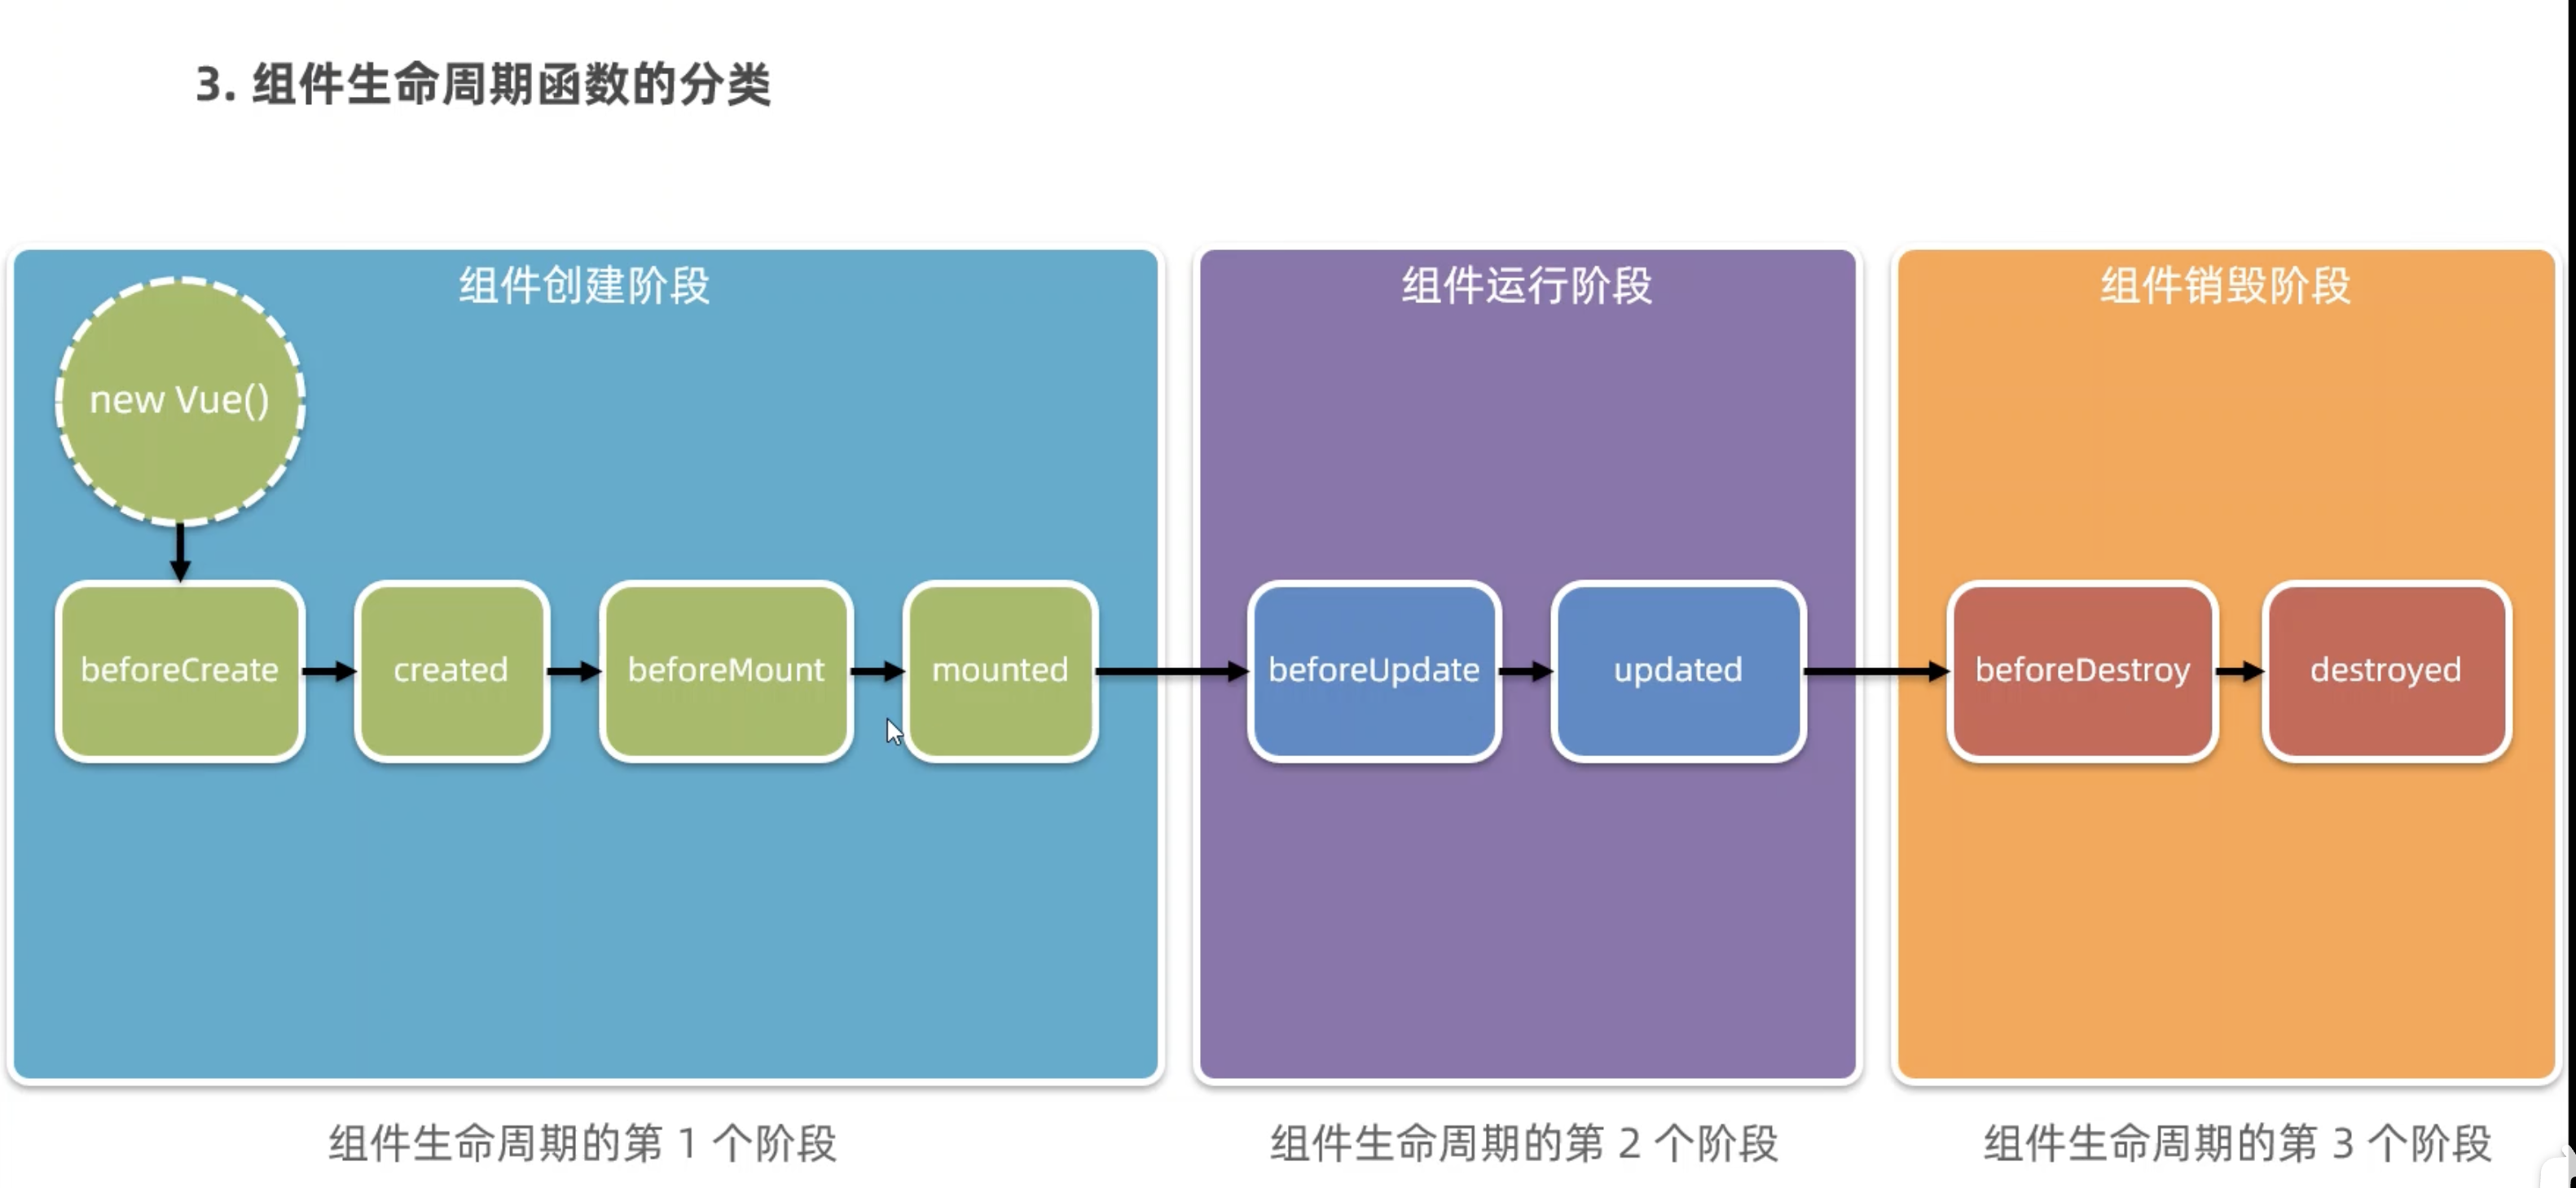 3. 组件生命周期函数的分类
组件创建阶段
new Vue()
beforeCreate
created
beforeMount
mounted
组件生命周期的第 1 个阶段
组件运行阶段
beforeUpdate
updated
组件生命周期的第 2 个阶段
组件销毁阶段
beforeDestroy
destroyed
组件生命周期的第 3 个阶段